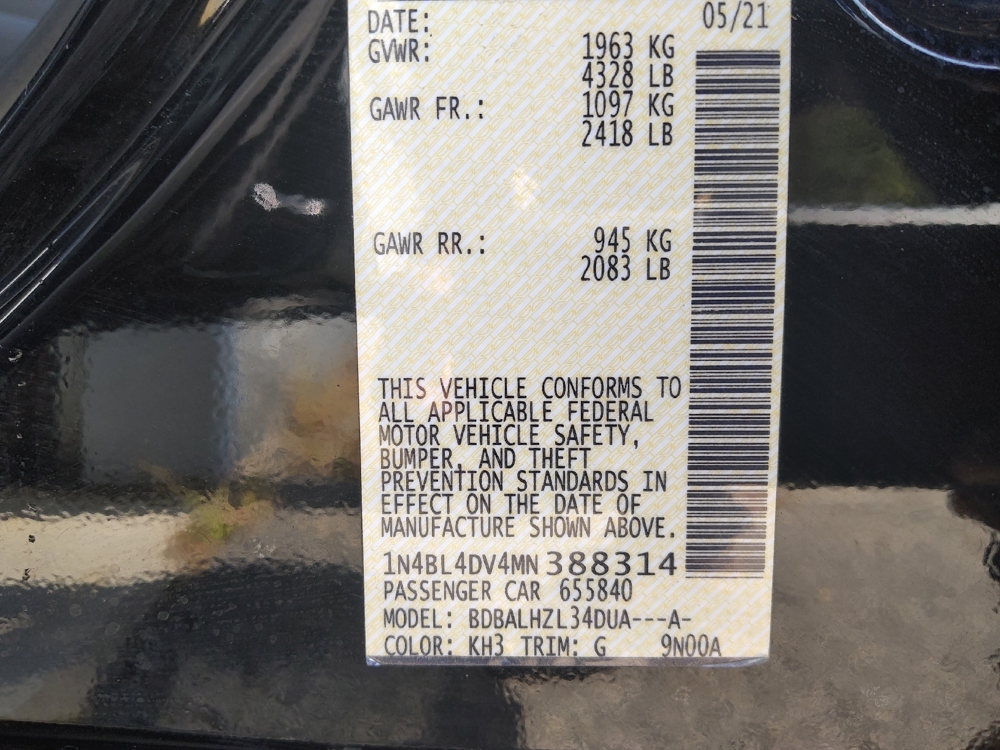 DATE: 05/21
GVWR: 1963 KG
4328 LB
GAWR FR.: 1097 KG
2418 LB
GAWR RR.: 945 KG
2083 LB
THIS VEHICLE CONFORMS TO
ALL APPLICABLE FEDERAL
MOTOR VEHICLE SAFETY,
BUMPER, AND THEFT
PREVENTION STANDARDS IN
EFFECT ON THE DATE OF
MANUFACTURE SHOWN ABOVE.
1N4BL4DV4MN388314
PASSENGER CAR 655840
MODEL: BDBALHZL34DUA---A-
COLOR: KH3 TRIM: G 9N00A